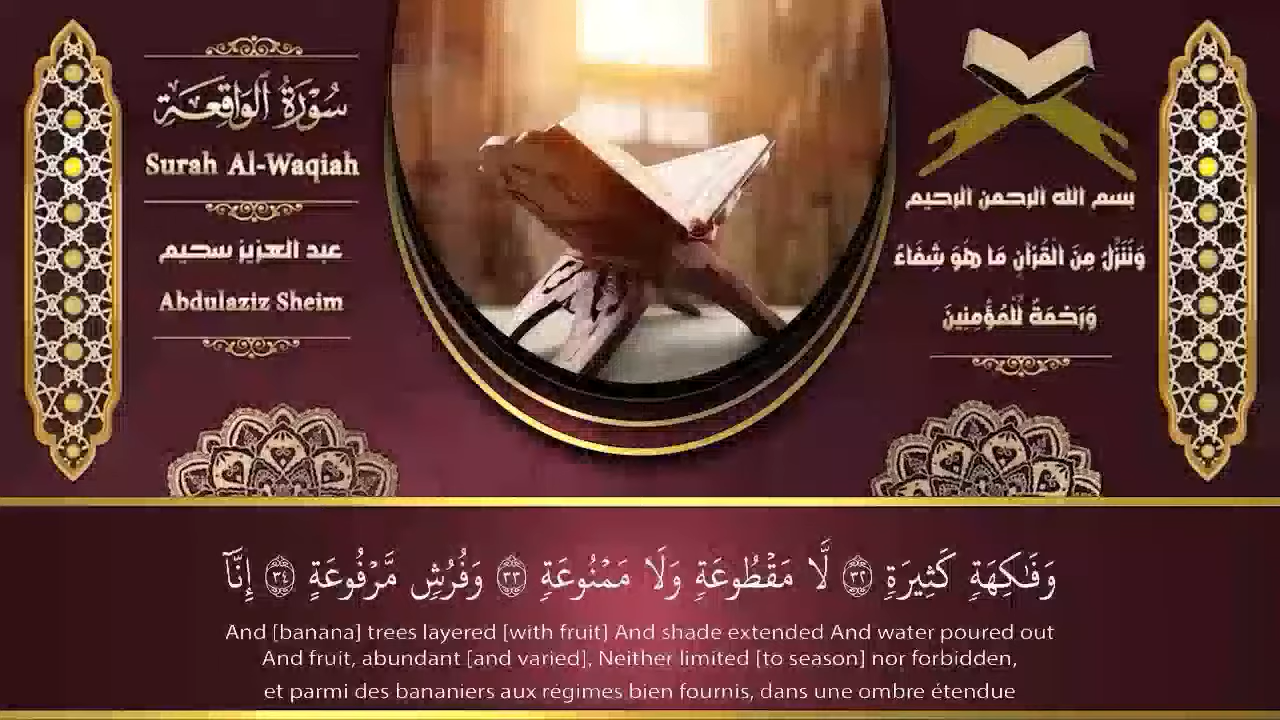 سُورَةُ الوَاقِعَة
Surah Al-Waqiah
عبد العزيز سحيم
Abdulaziz Sheim
بسم الله الرحمن الرحيم
وَنُنَزِّلُ مِنَ الْقُرْآنِ مَا هُوَ شِفَاءٌ
وَرَحْمَةٌ لِّلْمُؤْمِنِينَ
وَفَـٰكِهَةٍ كَثِيرَةٍ ٣٢ لَّا مَقْطُوعَةٍ وَلَا مَمْنُوعَةٍ ٣٣ وَفُرُشٍ مَّرْفُوعَةٍ ٣٤ إِنَّآ
And [banana] trees layered [with fruit] And shade extended And water poured out
And fruit, abundant [and varied], Neither limited [to season] nor forbidden,
et parmi des bananiers aux régimes bien fournis, dans une ombre étendue